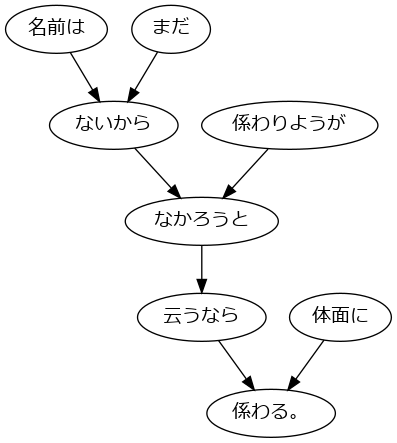 名前は
まだ
ないから
係わりようが
なかろうと
云うなら
体面に
係わる。